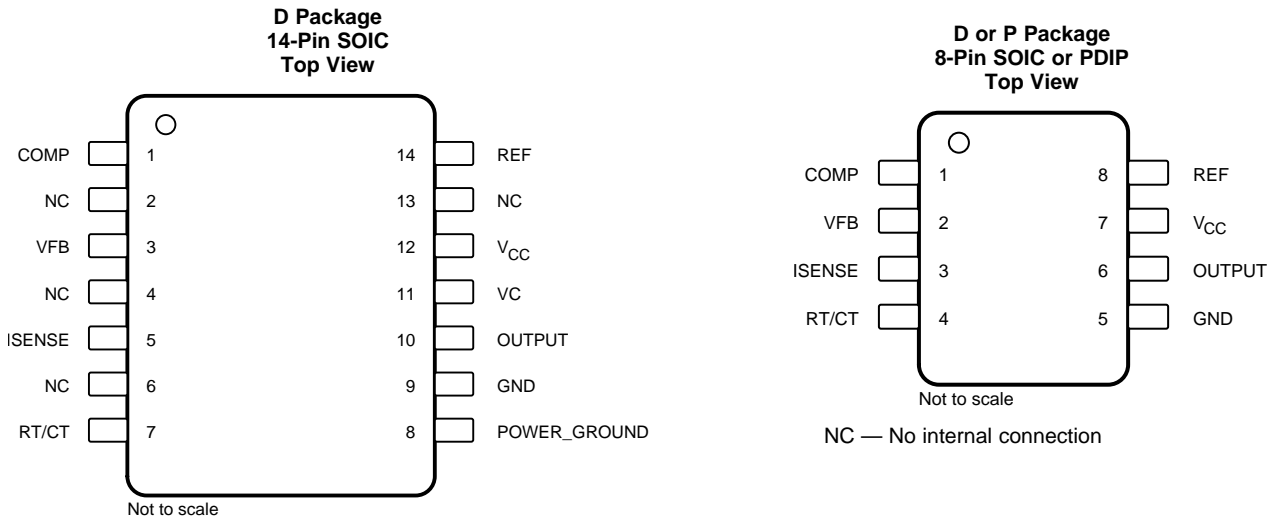 D Package
14-Pin SOIC
Top View
COMP 1 14 REF
NC 2 13 NC
VFB 3 12 VCC
NC 4 11 VC
ISENSE 5 10 OUTPUT
NC 6 9 GND
RT/CT 7 8 POWER_GROUND
Not to scale
D or P Package
8-Pin SOIC or PDIP
Top View
COMP 1 8 REF
VFB 2 7 VCC
ISENSE 3 6 OUTPUT
RT/CT 4 5 GND
Not to scale
NC — No internal connection